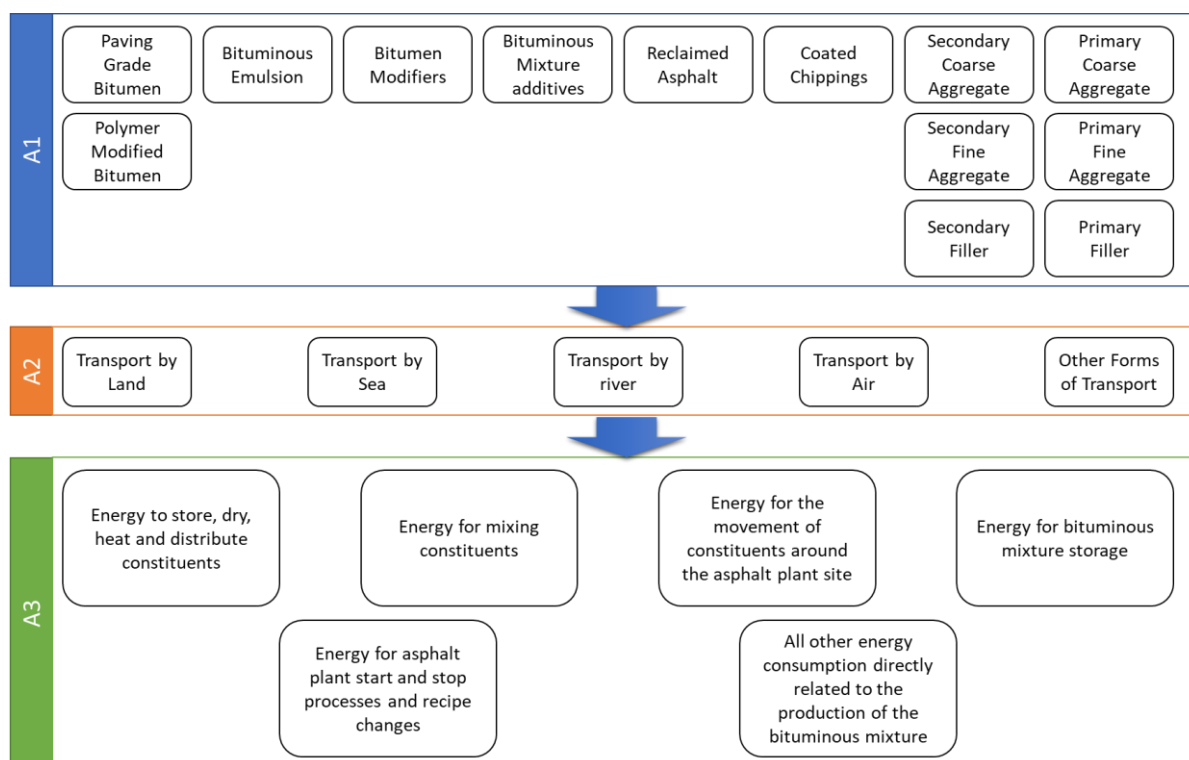 A1
Paving
Grade
Bitumen
Bituminous
Emulsion
Bitumen
Modifiers
Bituminous
Mixture
additives
Reclaimed
Asphalt
Coated
Chippings
Secondary
Coarse
Aggregate
Primary
Coarse
Aggregate
Polymer
Modified
Bitumen
Secondary
Fine
Aggregate
Primary
Fine
Aggregate
Secondary
Filler
Primary
Filler
A2
Transport by
Land
Transport by
Sea
Transport by
river
Transport by
Air
Other Forms
of Transport
A3
Energy to store, dry,
heat and distribute
constituents
Energy for mixing
constituents
Energy for the
movement of
constituents around
the asphalt plant site
Energy for bituminous
mixture storage
Energy for asphalt
plant start and stop
processes and recipe
changes
All other energy
consumption directly
related to the
production of the
bituminous mixture